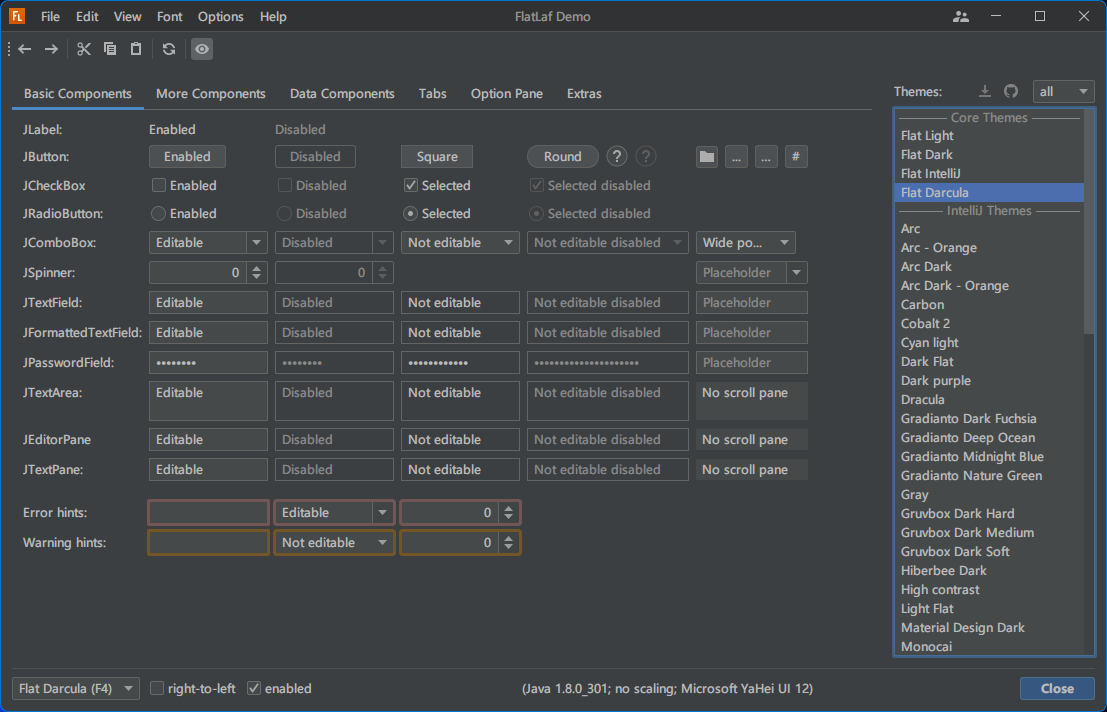 FL File Edit View Font Options Help FlatLaf Demo
Basic Components More Components Data Components Tabs Option Pane Extras
JLabel: Enabled Disabled
JButton: Enabled Disabled Square Round ? ? ... ... #
JCheckBox Enabled Disabled Selected Selected disabled
JRadioButton: Enabled Disabled Selected Selected disabled
JComboBox: Editable Disabled Not editable Not editable disabled Wide po...
JSpinner: 0 0 Placeholder
JTextField: Editable Disabled Not editable Not editable disabled Placeholder
JFormattedTextField: Editable Disabled Not editable Not editable disabled Placeholder
JPasswordField: •••••••• •••••••• •••••••••••• ••••••••••••••••••••• Placeholder
JTextArea: Editable Disabled Not editable Not editable disabled No scroll pane
JEditorPane Editable Disabled Not editable Not editable disabled No scroll pane
JTextPane: Editable Disabled Not editable Not editable disabled No scroll pane
Error hints: Editable 0
Warning hints: Not editable 0
Themes: all
Core Themes
Flat Light
Flat Dark
Flat IntelliJ
Flat Darcula
IntelliJ Themes
Arc
Arc - Orange
Arc Dark
Arc Dark - Orange
Carbon
Cobalt 2
Cyan light
Dark Flat
Dark purple
Dracula
Gradianto Dark Fuchsia
Gradianto Deep Ocean
Gradianto Midnight Blue
Gradianto Nature Green
Gray
Gruvbox Dark Hard
Gruvbox Dark Medium
Gruvbox Dark Soft
Hiberbee Dark
High contrast
Light Flat
Material Design Dark
Monocai
Flat Darcula (F4) right-to-left enabled (Java 1.8.0_301; no scaling; Microsoft YaHei UI 12) Close